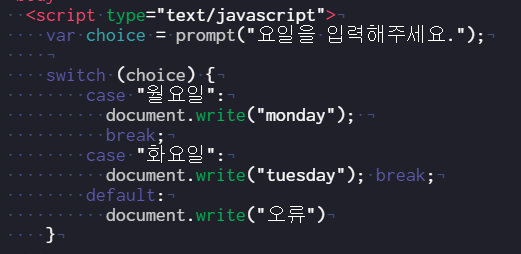 <script type="text/javascript">
var choice = prompt("요일을 입력해주세요.");
switch (choice) {
case "월요일":
document.write("monday");
break;
case "화요일":
document.write("tuesday"); break;
default:
document.write("오류")
}